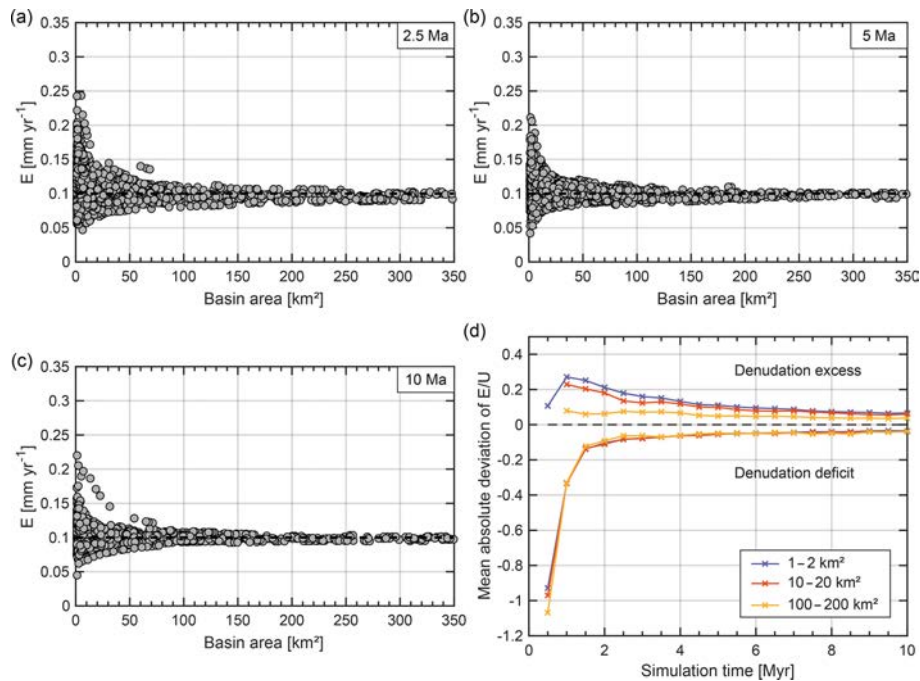 (a)
0.35
0.3
0.25
0.2
0.15
0.1
0.05
0
E [mm yr⁻¹]
2.5 Ma
0 50 100 150 200 250 300 350
Basin area [km²]
(b)
0.35
0.3
0.25
0.2
0.15
0.1
0.05
0
E [mm yr⁻¹]
5 Ma
0 50 100 150 200 250 300 350
Basin area [km²]
(c)
0.35
0.3
0.25
0.2
0.15
0.1
0.05
0
E [mm yr⁻¹]
10 Ma
0 50 100 150 200 250 300 350
Basin area [km²]
(d)
0.4
0.2
0
-0.2
-0.4
-0.6
-0.8
-1
-1.2
Mean absolute deviation of E/U
Denudation excess
Denudation deficit
1–2 km²
10–20 km²
100–200 km²
0 2 4 6 8 10
Simulation time [Myr]